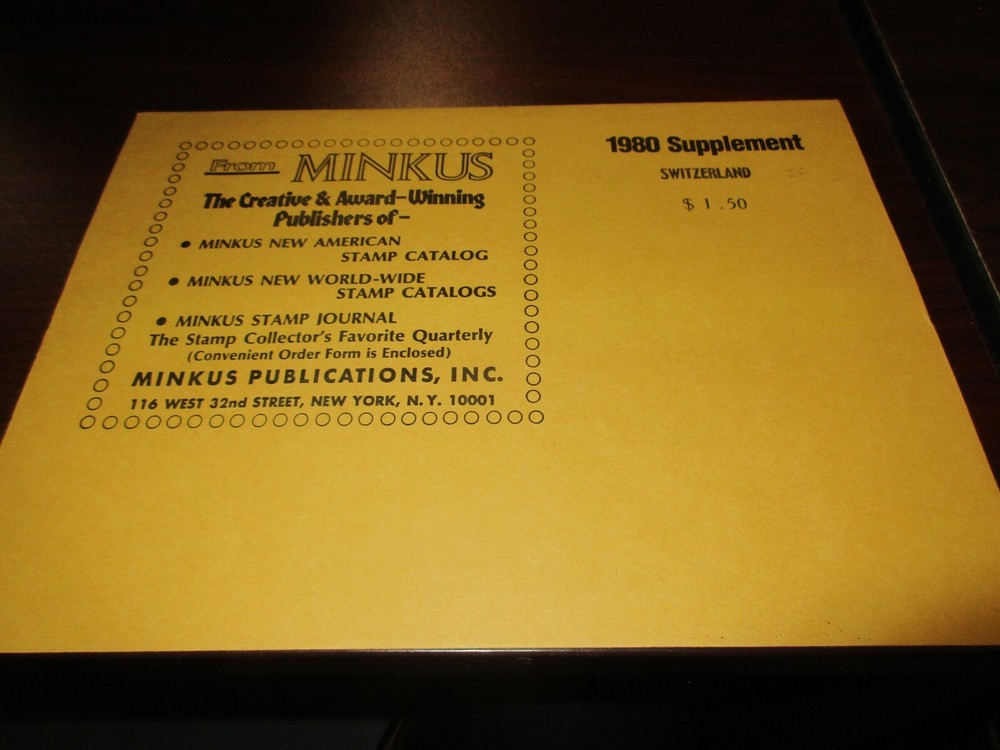 From MINKUS
The Creative & Award-Winning
Publishers of-
• MINKUS NEW AMERICAN
STAMP CATALOG
• MINKUS NEW WORLD-WIDE
STAMP CATALOGS
• MINKUS STAMP JOURNAL
The Stamp Collector's Favorite Quarterly
(Convenient Order Form is Enclosed)
MINKUS PUBLICATIONS, INC.
116 WEST 32nd STREET, NEW YORK, N.Y. 10001
1980 Supplement
SWITZERLAND
$ 1.50